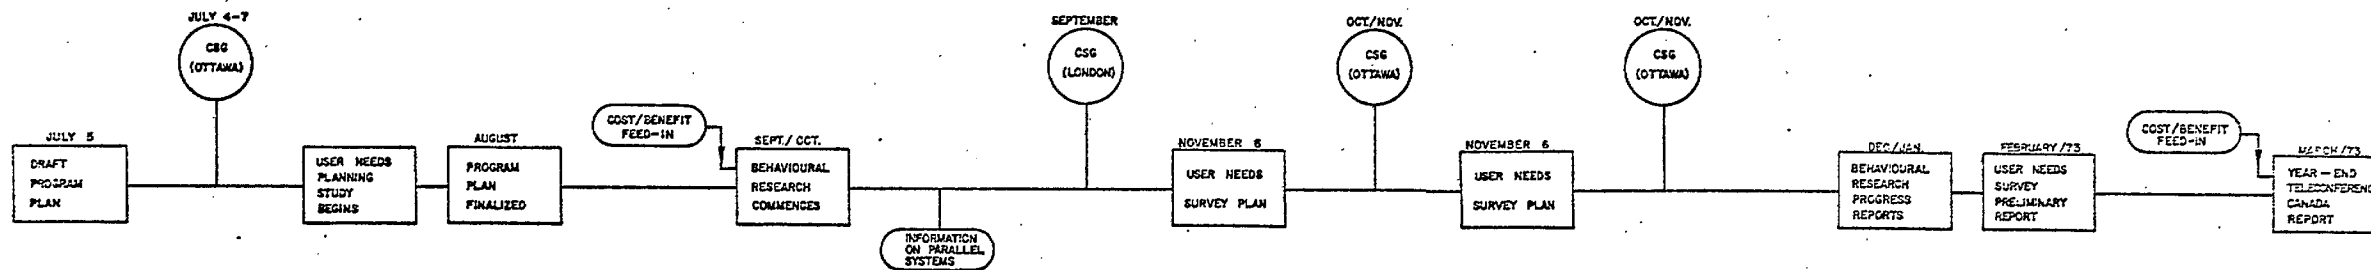 JULY 5
DRAFT
PROGRAM
PLAN
JULY 4-7
CSG
(OTTAWA)
USER NEEDS
PLANNING
STUDY
BEGINS
AUGUST
PROGRAM
PLAN
FINALIZED
COST/BENEFIT
FEED-IN
SEPT./ OCT.
BEHAVIOURAL
RESEARCH
COMMENCES
INFORMATION
ON PARALLEL
SYSTEMS
SEPTEMBER
CSG
(LONDON)
NOVEMBER 6
USER NEEDS
SURVEY PLAN
OCT./NOV.
CSG
(OTTAWA)
NOVEMBER 6
USER NEEDS
SURVEY PLAN
OCT./NOV.
CSG
(OTTAWA)
DEC/JAN.
BEHAVIOURAL
RESEARCH
PROGRESS
REPORTS
FEBRUARY /73
USER NEEDS
SURVEY
PRELIMINARY
REPORT
COST/BENEFIT
FEED-IN
MARCH /73
YEAR-END
TELECONFERENC
CANADA
REPORT